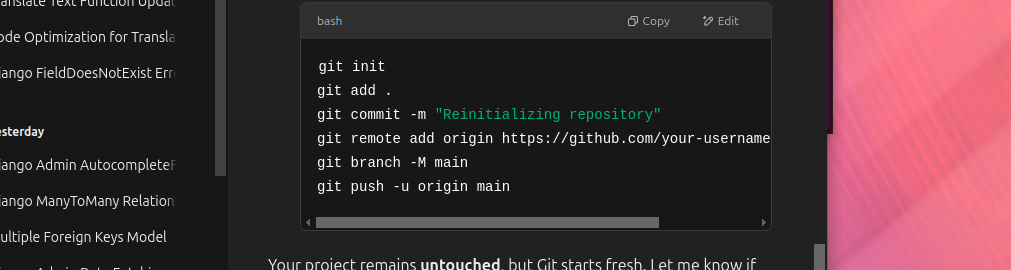 anslate Text Function Updat
ode Optimization for Transla
jango FieldDoesNotExist Erro
esterday
jango Admin AutocompleteF
jango ManyToMany Relation
ultiple Foreign Keys Model
bash
Copy
Edit
git init
git add .
git commit -m "Reinitializing repository"
git remote add origin https://github.com/your-username
git branch -M main
git push -u origin main
Your project remains untouched, but Git starts fresh. Let me know if